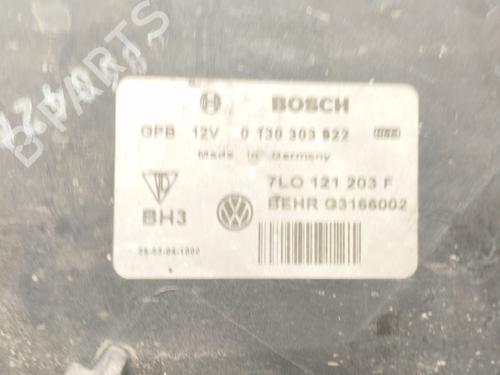 BOSCH
GPB 12V 0 130 303 922
Made in Germany
7L0 121 203 F
BEHR G3166002
BH3
B-PARTS